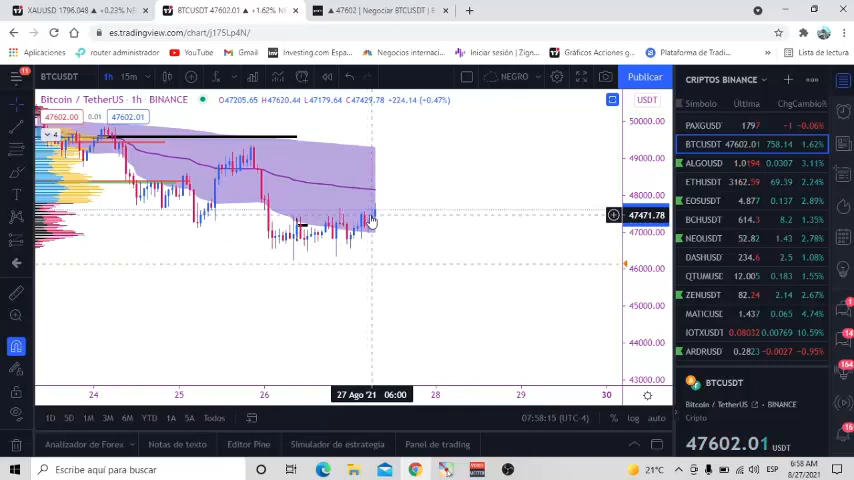 XAUUSD 1796.048 ▲ +0.23% NEGR
BTCUSDT 47602.01 ▲ +1.62% NE
▲ 47602 | Negociar BTCUSDT | B
es.tradingview.com/chart/j175Lp4N/
Aplicaciones
router administrador
YouTube
Gmail
Investing.com Espa...
Negocios internacio...
Iniciar sesión | Zign...
Gráficos Acciones g...
Plataforma de Tradi...
Lista de lectura
11
BTCUSDT
1h 15m
NEGRO
Publicar
CRIPTOS BINANCE
Bitcoin / TetherUS · 1h · BINANCE
O47205.65 H47620.44 L47179.64 C47429.78 +224.14 (+0.47%)
USDT
47602.00 0.01 47602.01
4
Símbolo Última Chg Cambio%
PAXGUSD 1797 -1 -0.06%
BTCUSDT 47602.01 758.14 1.62%
ALGOUSD 1.0194 0.0307 3.11%
ETHUSDT 3162.59 69.39 2.24%
EOSUSDT 4.877 0.137 2.89%
BCHUSDT 614.3 8.2 1.35%
NEOUSDT 52.82 1.43 2.78%
DASHUSDT 234.6 2.5 1.08%
QTUMUSDT 12.005 0.183 1.55%
ZENUSDT 82.24 2.14 2.67%
MATICUSDT 1.437 0.065 4.74%
IOTXUSDT 0.08032 0.00769 10.59%
ARDRUSDT 0.2823 -0.0027 -0.95%
50000.00
49000.00
48000.00
47471.78
47000.00
46000.00
45000.00
44000.00
43000.00
24 25 26 27 Ago '21 06:00 28 29 30
1D 5D 1M 3M 6M YTD 1A 5A Todos
07:58:15 (UTC-4) % log auto
BTCUSDT
Bitcoin / TetherUS · BINANCE
Cripto
47602.01 USDT
164
Analizador de Forex
Notas de texto
Editor Pine
Simulador de estrategia
Panel de trading
Escribe aquí para buscar
21°C
ESP
6:58 AM
8/27/2021